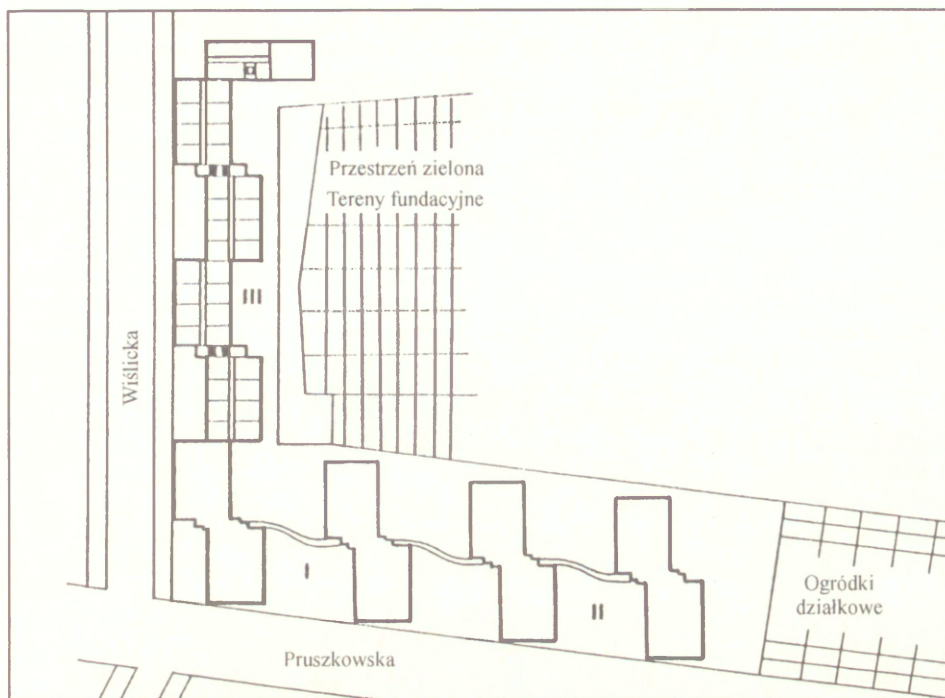 Przestrzeń zielona
Tereny fundacyjne
III
Wiślicka
I
II
Ogródki
działkowe
Pruszkowska